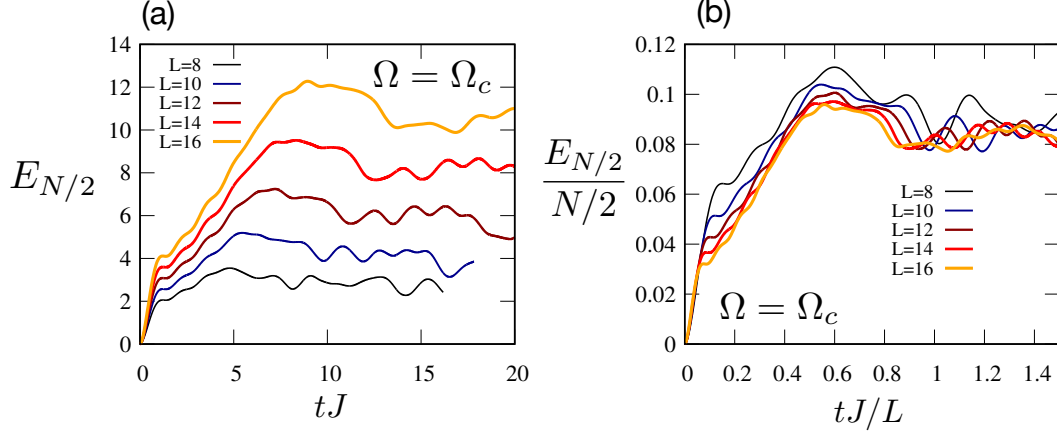 (a)
14
12
10
8
6
4
2
0
E_{N/2}
L=8
L=10
L=12
L=14
L=16
Ω = Ω_c
0 5 10 15 20
tJ
(b)
0.12
0.1
0.08
0.06
0.04
0.02
0
E_{N/2}
N/2
L=8
L=10
L=12
L=14
L=16
Ω = Ω_c
0 0.2 0.4 0.6 0.8 1 1.2 1.4
tJ/L